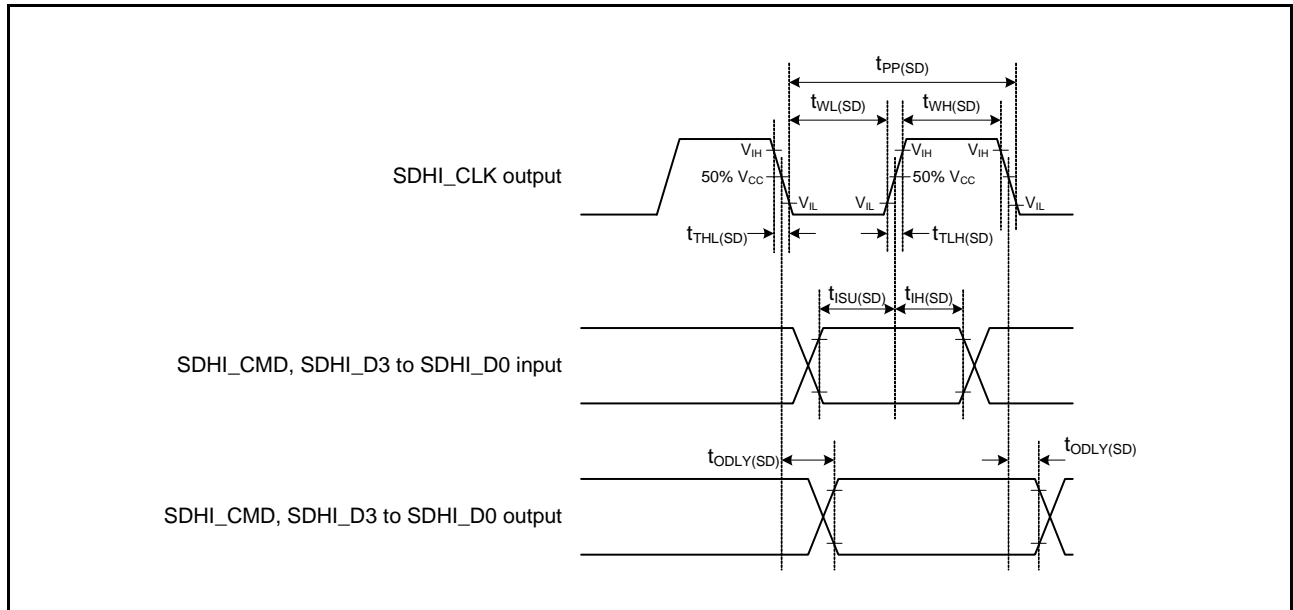 tPP(SD)
tWL(SD) tWH(SD)
SDHI_CLK output
VIH VIH VIH
50% VCC 50% VCC
VIL VIL VIL
tTHL(SD) tTLH(SD)
tISU(SD) tIH(SD)
SDHI_CMD, SDHI_D3 to SDHI_D0 input
tODLY(SD) tODLY(SD)
SDHI_CMD, SDHI_D3 to SDHI_D0 output